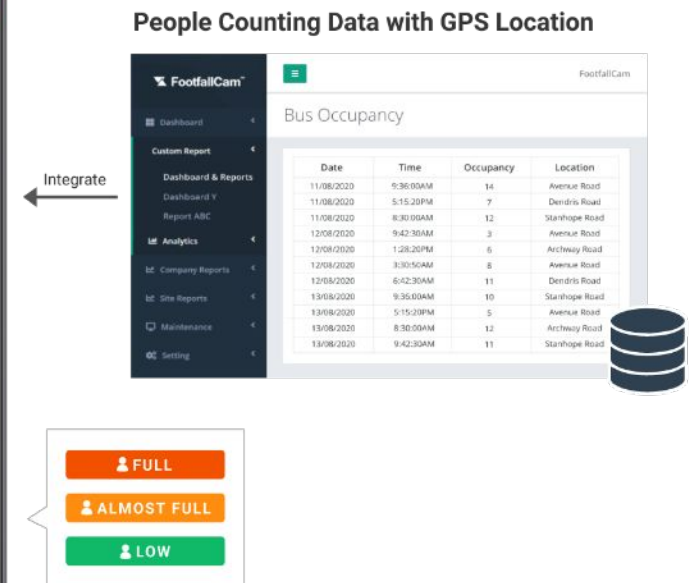 People Counting Data with GPS Location
FootfallCam™
FootfallCam
Dashboard
Bus Occupancy
Custom Report
Dashboard & Reports
Dashboard Y
Report ABC
Analytics
Company Reports
Site Reports
Maintenance
Setting
Integrate
Date Time Occupancy Location
11/08/2020 9:36:00AM 14 Avenue Road
11/08/2020 5:15:20PM 7 Dendris Road
11/08/2020 8:30:00AM 12 Stanhope Road
12/08/2020 9:42:30AM 3 Avenue Road
12/08/2020 1:28:20PM 6 Archway Road
12/08/2020 3:30:50AM 8 Avenue Road
12/08/2020 6:42:30AM 11 Dendris Road
13/08/2020 9:36:00AM 10 Stanhope Road
13/08/2020 5:15:20PM 5 Avenue Road
13/08/2020 8:30:00AM 12 Archway Road
13/08/2020 9:42:30AM 11 Stanhope Road
FULL
ALMOST FULL
LOW